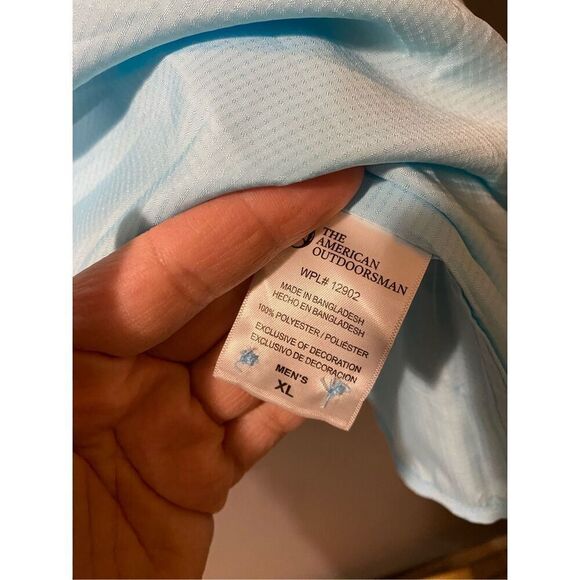 THE
AMERICAN
OUTDOORSMAN
WPL# 12902
MADE IN BANGLADESH
HECHO EN BANGLADESH
100% POLYESTER / POLIÉSTER
EXCLUSIVE OF DECORATION
EXCLUSIVO DE DECORACIÓN
MEN'S
XL